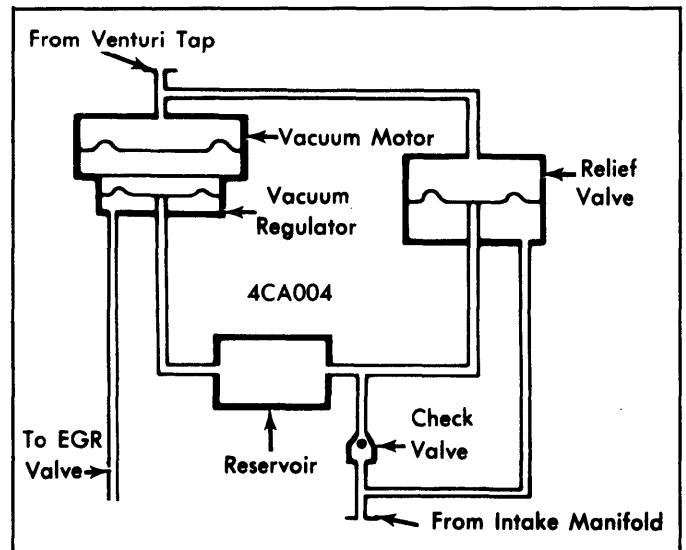 From Venturi Tap
Vacuum Motor
Relief
Valve
Vacuum
Regulator
4CA004
To EGR
Valve
Reservoir
Check
Valve
From Intake Manifold